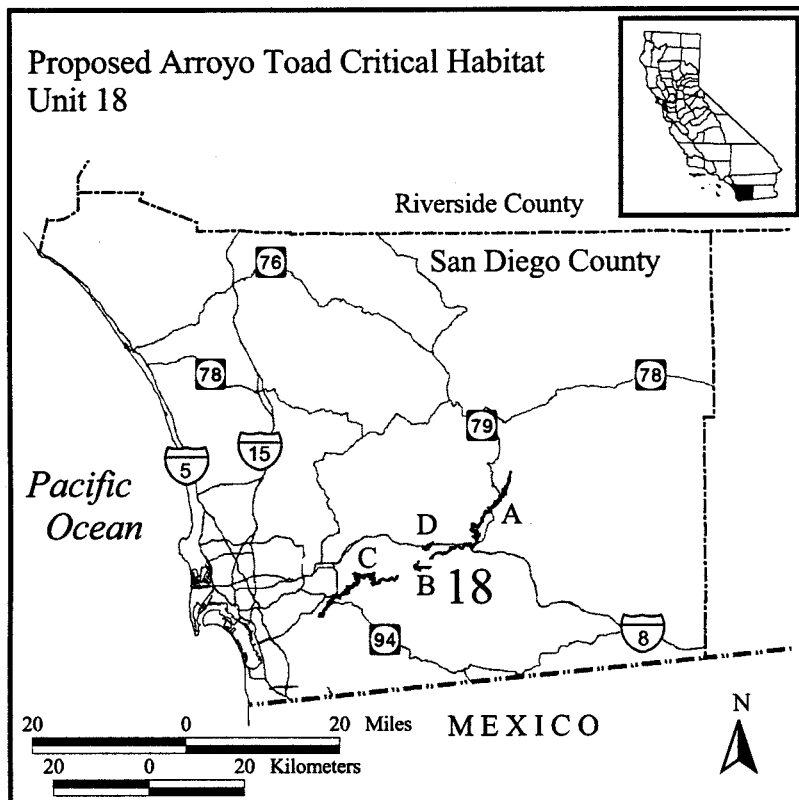 Proposed Arroyo Toad Critical Habitat
Unit 18
Riverside County
San Diego County
76
78
78
79
5
15
Pacific
Ocean
A
D
C
B
18
94
8
MEXICO
N
20 0 20 Miles
20 0 20 Kilometers